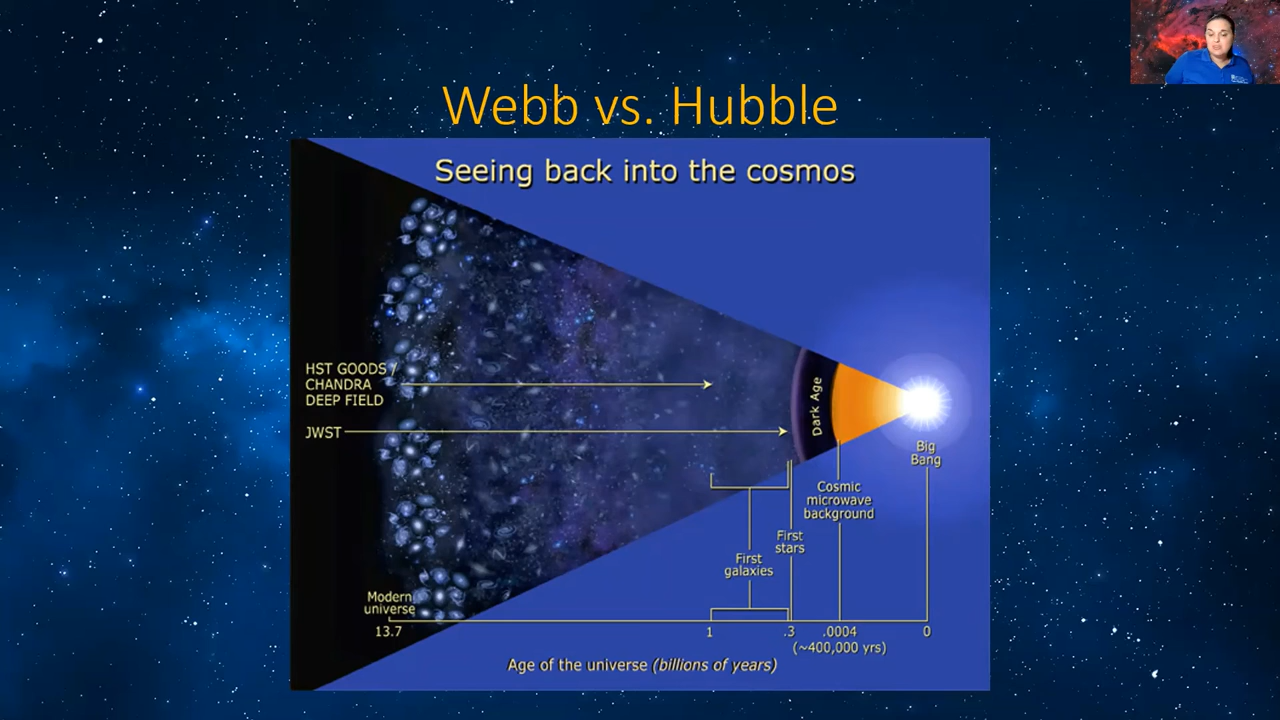 Webb vs. Hubble
Seeing back into the cosmos
HST GOODS /
CHANDRA
DEEP FIELD
JWST
Dark Age
Big
Bang
Cosmic
microwave
background
First
stars
First
galaxies
Modern
universe
13.7
1
.3
.0004
0
(~400,000 yrs)
Age of the universe (billions of years)